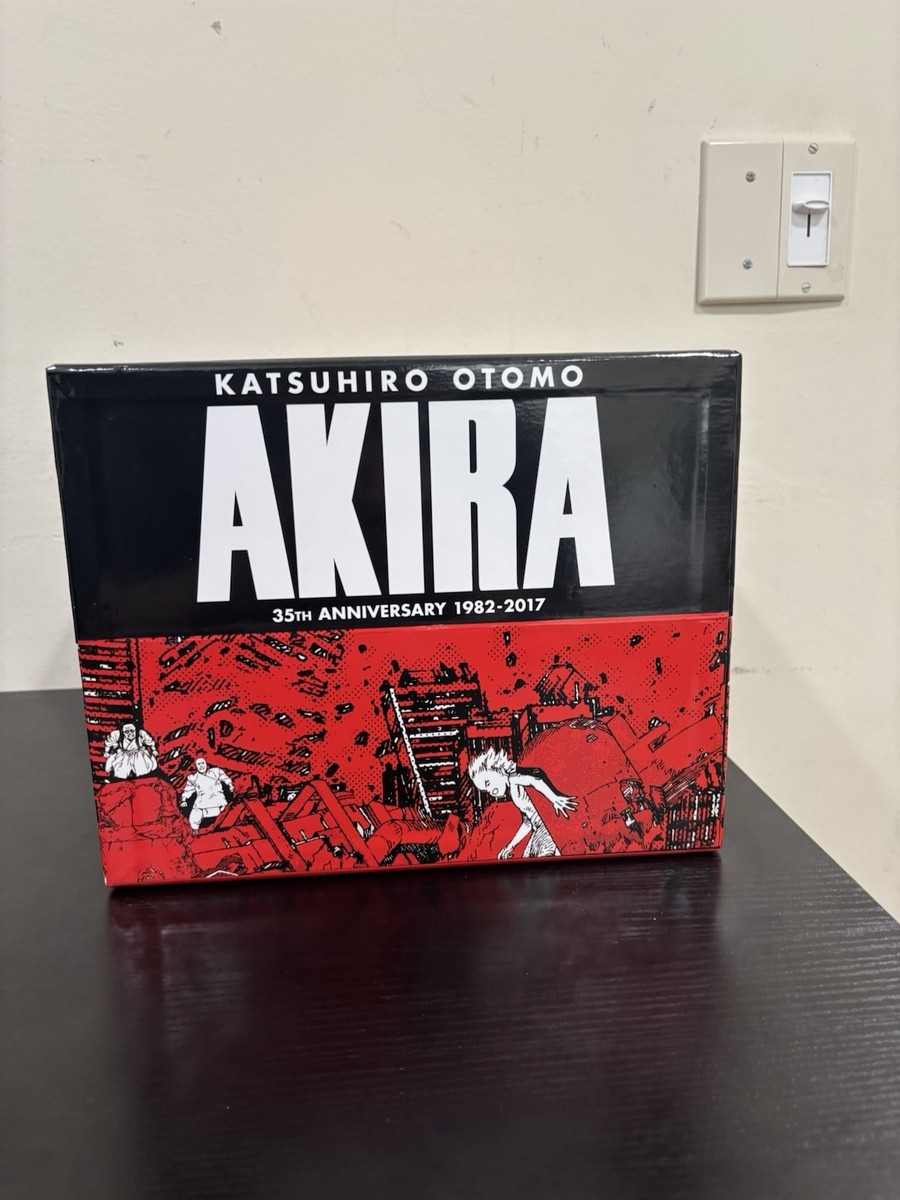 KATSUHIRO OTOMO
AKIRA
35TH ANNIVERSARY 1982-2017